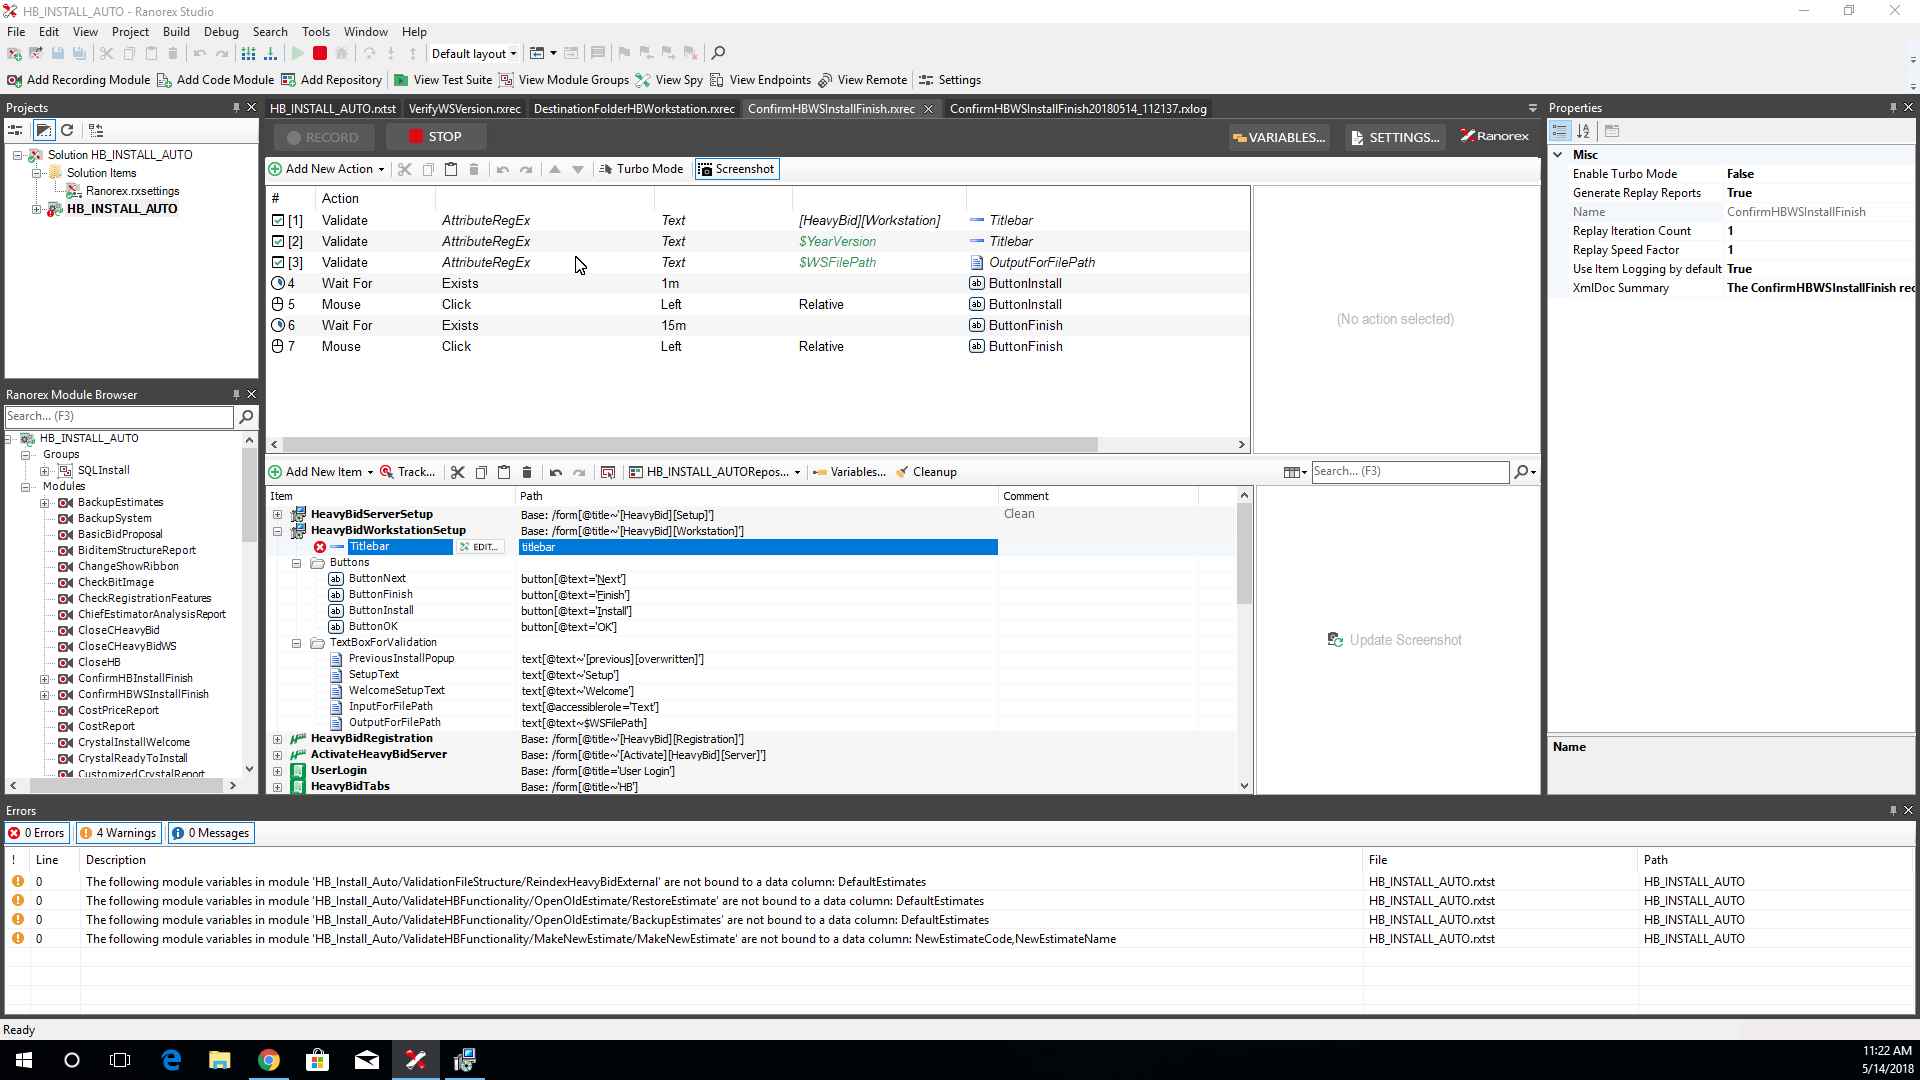 HB_INSTALL_AUTO - Ranorex Studio
File Edit View Project Build Debug Search Tools Window Help
Default layout
Add Recording Module Add Code Module Add Repository View Test Suite View Module Groups View Spy View Endpoints View Remote Settings
Projects
Solution HB_INSTALL_AUTO
Solution Items
Ranorex.rxsettings
HB_INSTALL_AUTO
Ranorex Module Browser
Search... (F3)
HB_INSTALL_AUTO
Groups
SQLInstall
Modules
BackupEstimates
BackupSystem
BasicBidProposal
BiditemStructureReport
ChangeShowRibbon
CheckBitImage
CheckRegistrationFeatures
ChiefEstimatorAnalysisReport
CloseCHeavyBid
CloseCHeavyBidWS
CloseHB
ConfirmHBInstallFinish
ConfirmHBWSInstallFinish
CostPriceReport
CostReport
CrystalInstallWelcome
CrystalReadyToInstall
CustomizedCrystalReport
HB_INSTALL_AUTO.rxtst VerifyWSVersion.rxrec DestinationFolderHBWorkstation.rxrec ConfirmHBWSInstallFinish.rxrec ConfirmHBWSInstallFinish20180514_112137.rxlog
RECORD STOP VARIABLES... SETTINGS... Ranorex
Add New Action Turbo Mode Screenshot
# Action
[1] Validate AttributeRegEx Text [HeavyBid][Workstation] Titlebar
[2] Validate AttributeRegEx Text $YearVersion Titlebar
[3] Validate AttributeRegEx Text $WSFilePath OutputForFilePath
4 Wait For Exists 1m ButtonInstall
5 Mouse Click Left Relative ButtonInstall
6 Wait For Exists 15m ButtonFinish
7 Mouse Click Left Relative ButtonFinish
(No action selected)
Add New Item Track... HB_INSTALL_AUTORepos... Variables... Cleanup Search... (F3)
Item Path Comment
HeavyBidServerSetup Base: /form[@title~'[HeavyBid][Setup]'] Clean
HeavyBidWorkstationSetup Base: /form[@title~'[HeavyBid][Workstation]']
Titlebar EDIT... titlebar
Buttons
ButtonNext button[@text='Next']
ButtonFinish button[@text='Finish']
ButtonInstall button[@text='Install']
ButtonOK button[@text='OK']
TextBoxForValidation
PreviousInstallPopup text[@text~'[previous][overwritten]']
SetupText text[@text~'Setup']
WelcomeSetupText text[@text~'Welcome']
InputForFilePath text[@accessiblerole='Text']
OutputForFilePath text[@text~$WSFilePath]
HeavyBidRegistration Base: /form[@title~'[HeavyBid][Registration]']
ActivateHeavyBidServer Base: /form[@title~'[Activate][HeavyBid][Server]']
UserLogin Base: /form[@title='User Login']
HeavyBidTabs Base: /form[@title~'HB']
Update Screenshot
Properties
Misc
Enable Turbo Mode False
Generate Replay Reports True
Name ConfirmHBWSInstallFinish
Replay Iteration Count 1
Replay Speed Factor 1
Use Item Logging by default True
XmlDoc Summary The ConfirmHBWSInstallFinish rec
Name
Errors
0 Errors 4 Warnings 0 Messages
! Line Description File Path
0 The following module variables in module 'HB_Install_Auto/ValidationFileStructure/ReindexHeavyBidExternal' are not bound to a data column: DefaultEstimates HB_INSTALL_AUTO.rxtst HB_INSTALL_AUTO
0 The following module variables in module 'HB_Install_Auto/ValidateHBFunctionality/OpenOldEstimate/RestoreEstimate' are not bound to a data column: DefaultEstimates HB_INSTALL_AUTO.rxtst HB_INSTALL_AUTO
0 The following module variables in module 'HB_Install_Auto/ValidateHBFunctionality/OpenOldEstimate/BackupEstimates' are not bound to a data column: DefaultEstimates HB_INSTALL_AUTO.rxtst HB_INSTALL_AUTO
0 The following module variables in module 'HB_Install_Auto/ValidateHBFunctionality/MakeNewEstimate/MakeNewEstimate' are not bound to a data column: NewEstimateCode,NewEstimateName HB_INSTALL_AUTO.rxtst HB_INSTALL_AUTO
Ready
11:22 AM
5/14/2018